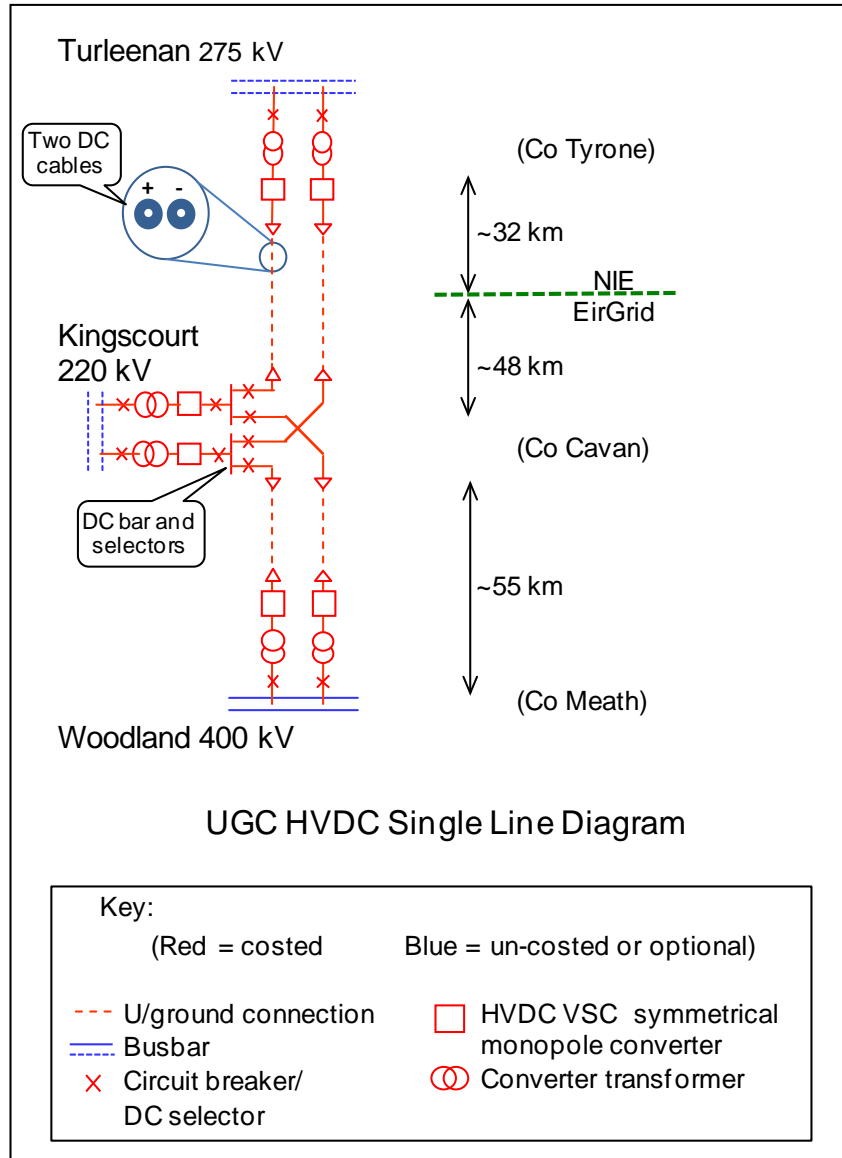 Turleenan 275 kV
Two DC
cables
+ -
(Co Tyrone)
~32 km
NIE
EirGrid
Kingscourt
220 kV
~48 km
(Co Cavan)
DC bar and
selectors
~55 km
(Co Meath)
Woodland 400 kV
UGC HVDC Single Line Diagram
Key:
(Red = costed Blue = un-costed or optional)
U/ground connection
Busbar
Circuit breaker/
DC selector
HVDC VSC symmetrical
monopole converter
Converter transformer